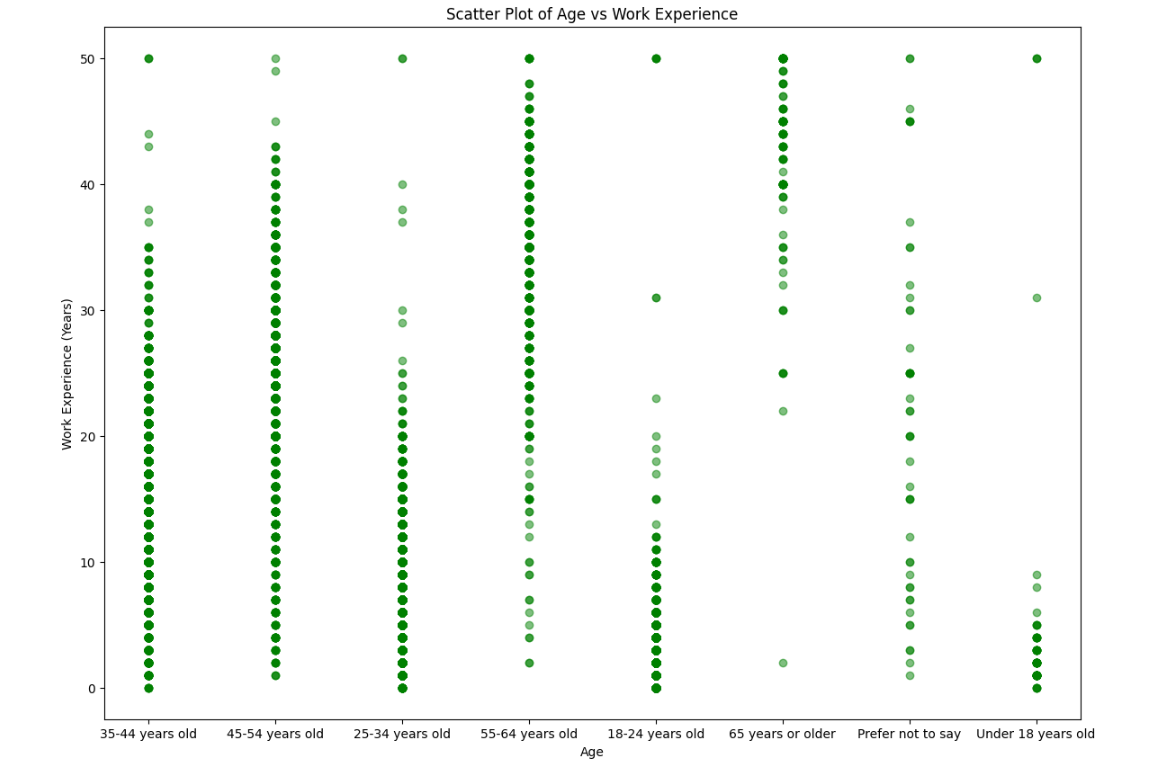 Scatter Plot of Age vs Work Experience
Work Experience (Years)
50
40
30
20
10
0
35-44 years old
45-54 years old
25-34 years old
55-64 years old
18-24 years old
65 years or older
Prefer not to say
Under 18 years old
Age